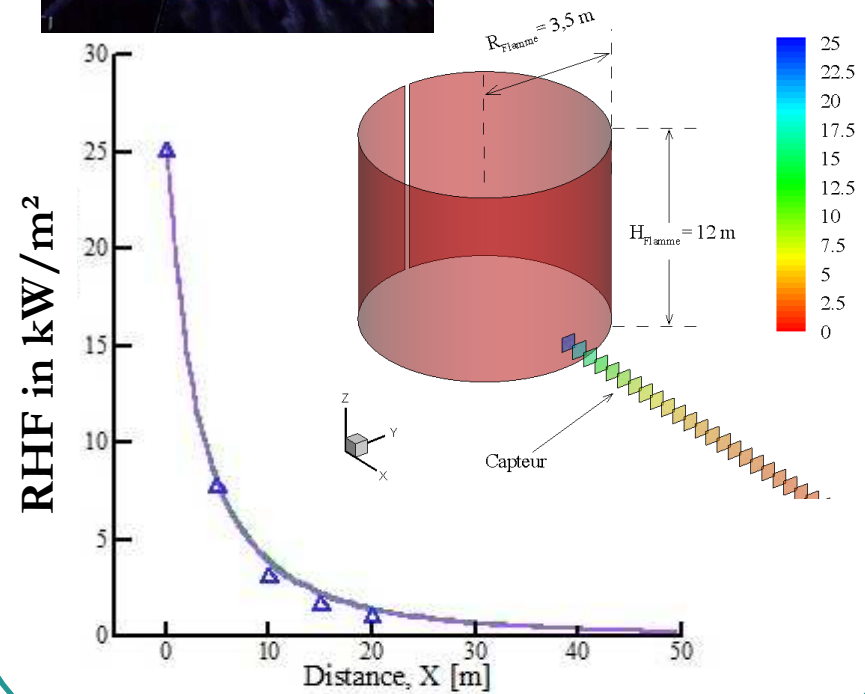 RHF in kW/m²
30
25
20
15
10
5
0
0 10 20 30 40 50
Distance, X [m]
R_Flamme = 3,5 m
H_Flamme = 12 m
Capteur
Z
Y
X
25
22.5
20
17.5
15
12.5
10
7.5
5
2.5
0